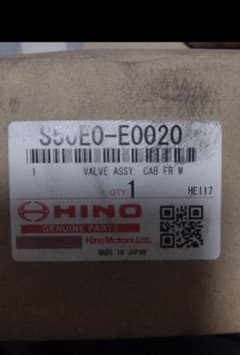 S50E0-E0020
1 VALVE ASSY, CAB FR M
QTY 1 HE117
HINO
GENUINE PARTS
Hino Motors, Ltd.
MADE IN JAPAN